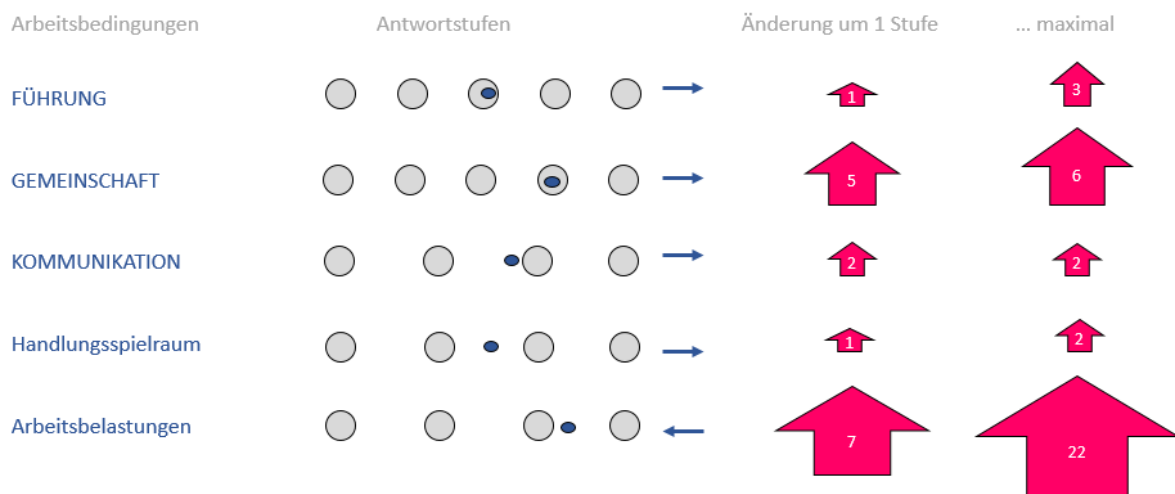 Arbeitsbedingungen Antwortstufen Änderung um 1 Stufe ... maximal
FÜHRUNG 1 3
GEMEINSCHAFT 5 6
KOMMUNIKATION 2 2
Handlungsspielraum 1 2
Arbeitsbelastungen 7 22